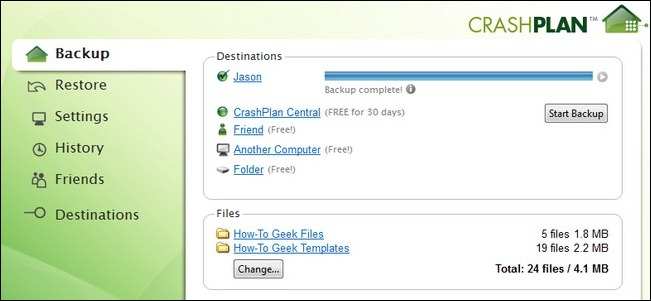 CRASHPLAN™
Backup
Restore
Settings
History
Friends
Destinations
Destinations
Jason
Backup complete!
CrashPlan Central (FREE for 30 days)
Start Backup
Friend (Free!)
Another Computer (Free!)
Folder (Free!)
Files
How-To Geek Files 5 files 1.8 MB
How-To Geek Templates 19 files 2.2 MB
Change... Total: 24 files / 4.1 MB